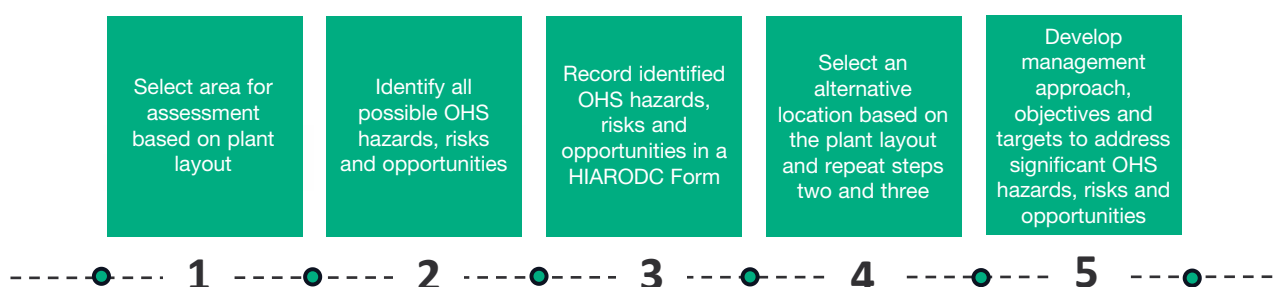 Select area for
assessment
based on plant
layout
Identify all
possible OHS
hazards, risks
and opportunities
Record identified
OHS hazards,
risks and
opportunities in a
HIARODC Form
Select an
alternative
location based on
the plant layout
and repeat steps
two and three
Develop
management
approach,
objectives and
targets to address
significant OHS
hazards, risks and
opportunities
1
2
3
4
5